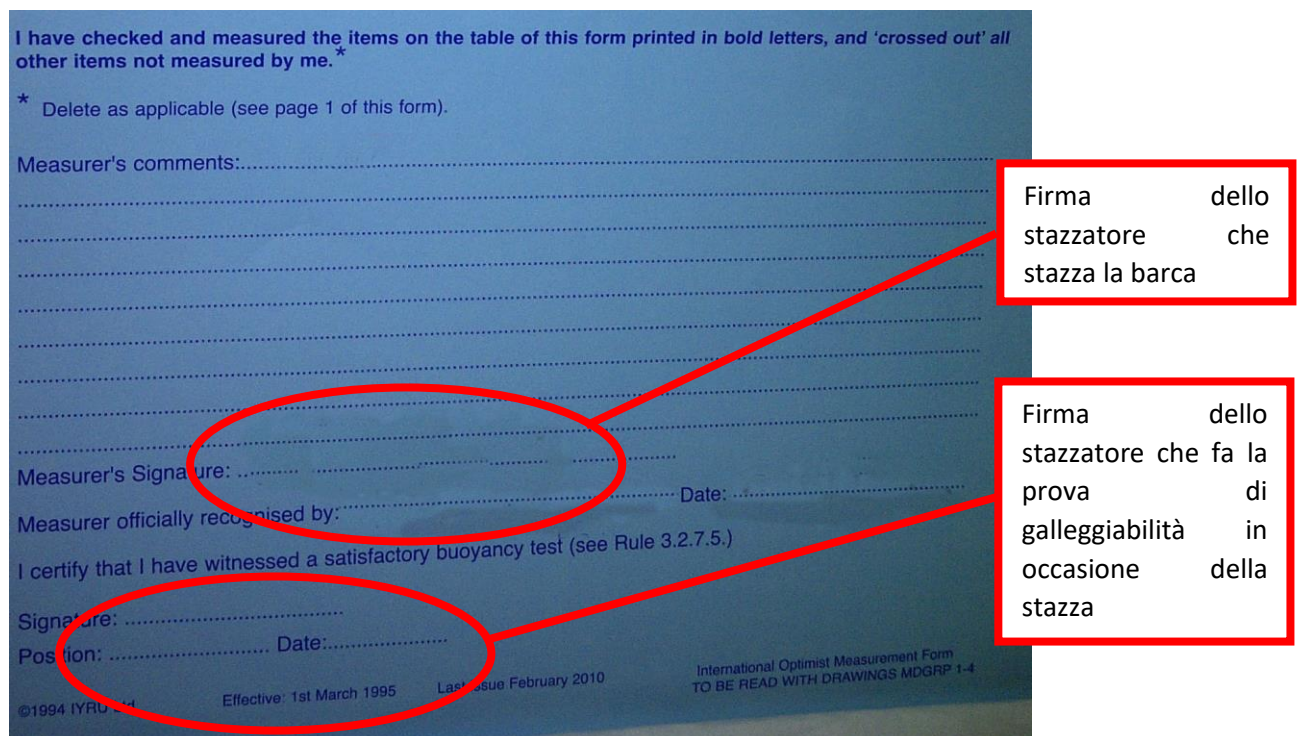 I have checked and measured the items on the table of this form printed in bold letters, and 'crossed out' all
other items not measured by me.*
* Delete as applicable (see page 1 of this form).
Measurer's comments:
Measurer's Signature:
Measurer officially recognised by: Date:
I certify that I have witnessed a satisfactory buoyancy test (see Rule 3.2.7.5.)
Signature:
Position: Date:
©1994 IYRU Ltd Effective: 1st March 1995 Last issue February 2010
International Optimist Measurement Form
TO BE READ WITH DRAWINGS MDGRP 1-4
Firma dello
stazzatore che
stazza la barca
Firma dello
stazzatore che fa la
prova di
galleggiabilità in
occasione della
stazza